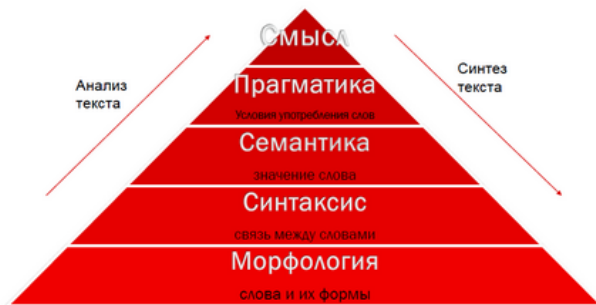 Смысл
Анализ
текста
Синтез
текста
Прагматика
Условия употребления слов
Семантика
значение слова
Синтаксис
связь между словами
Морфология
слова и их формы